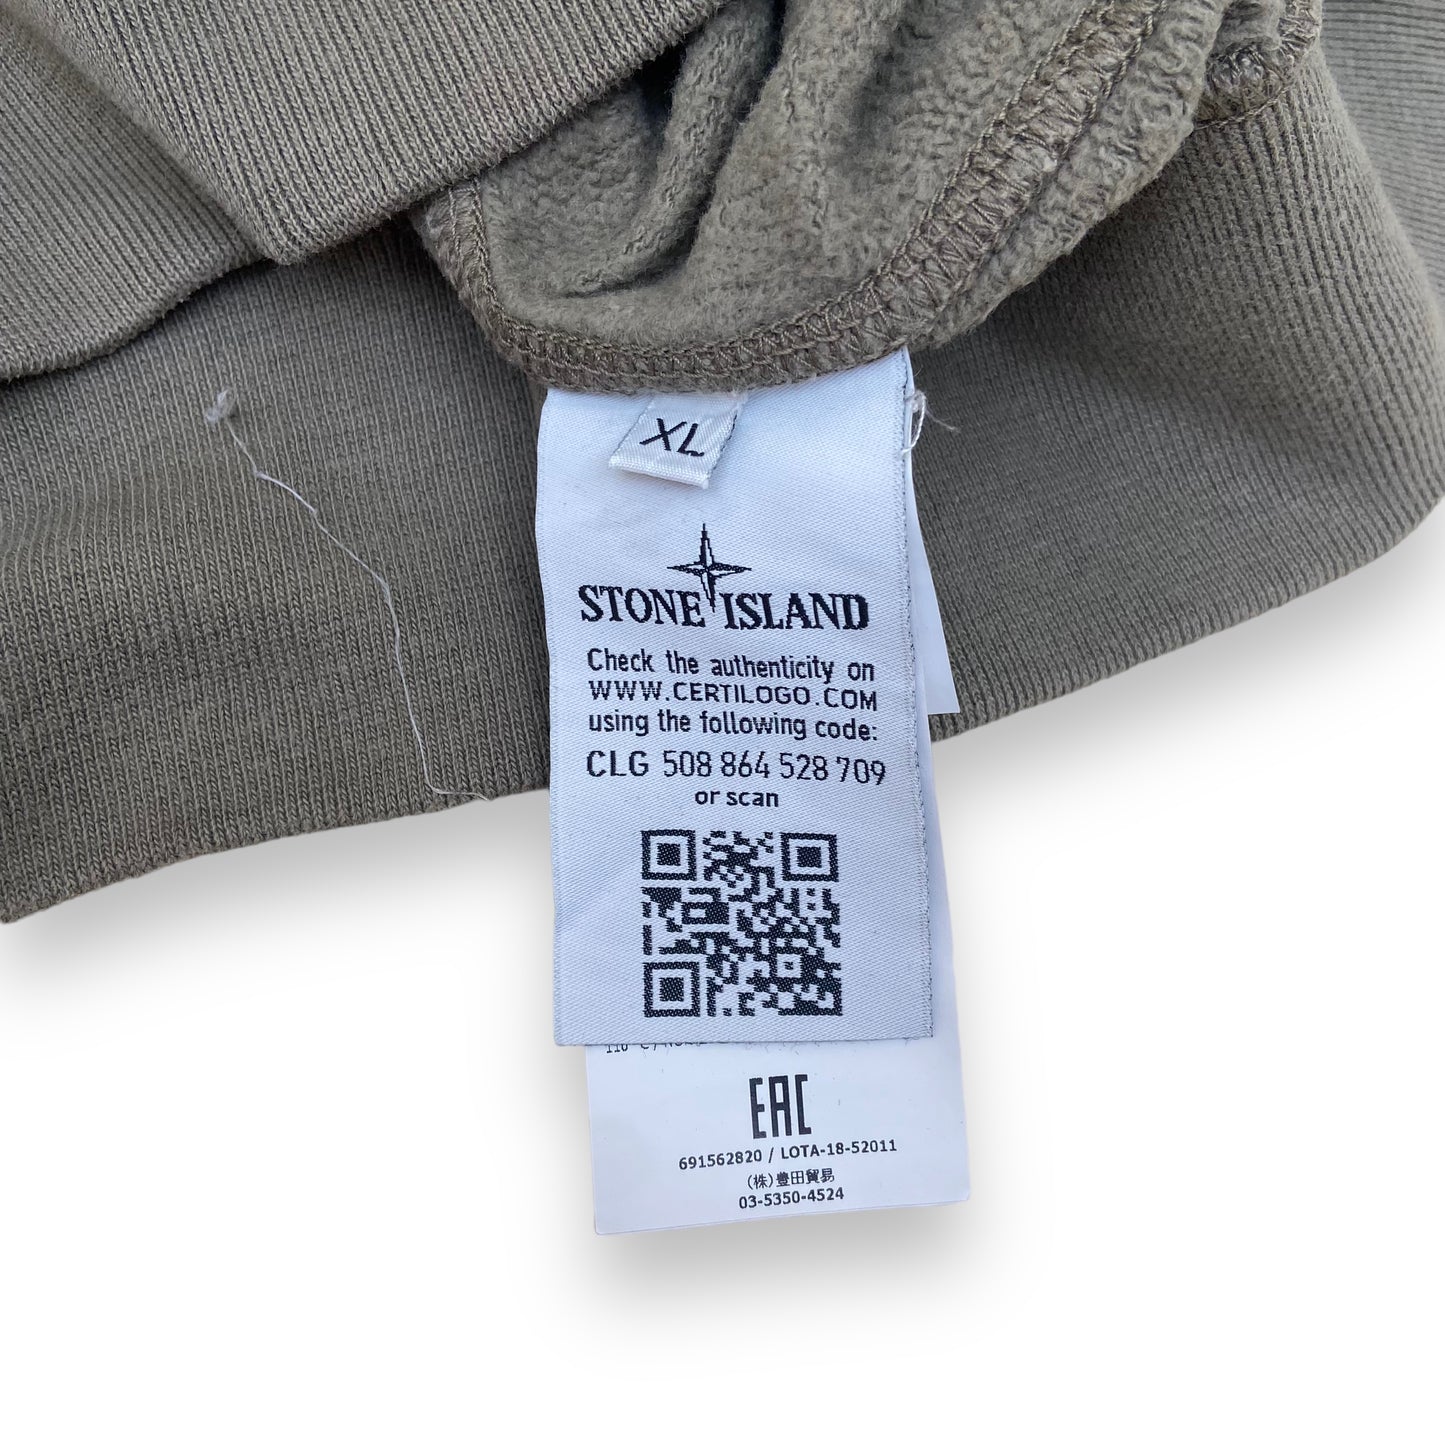 XL
STONE ISLAND
Check the authenticity on
WWW.CERTILOGO.COM
using the following code:
CLG 508 864 528 709
or scan
EAC
691562820 / LOTA-18-52011
(株)豊田貿易
03-5350-4524